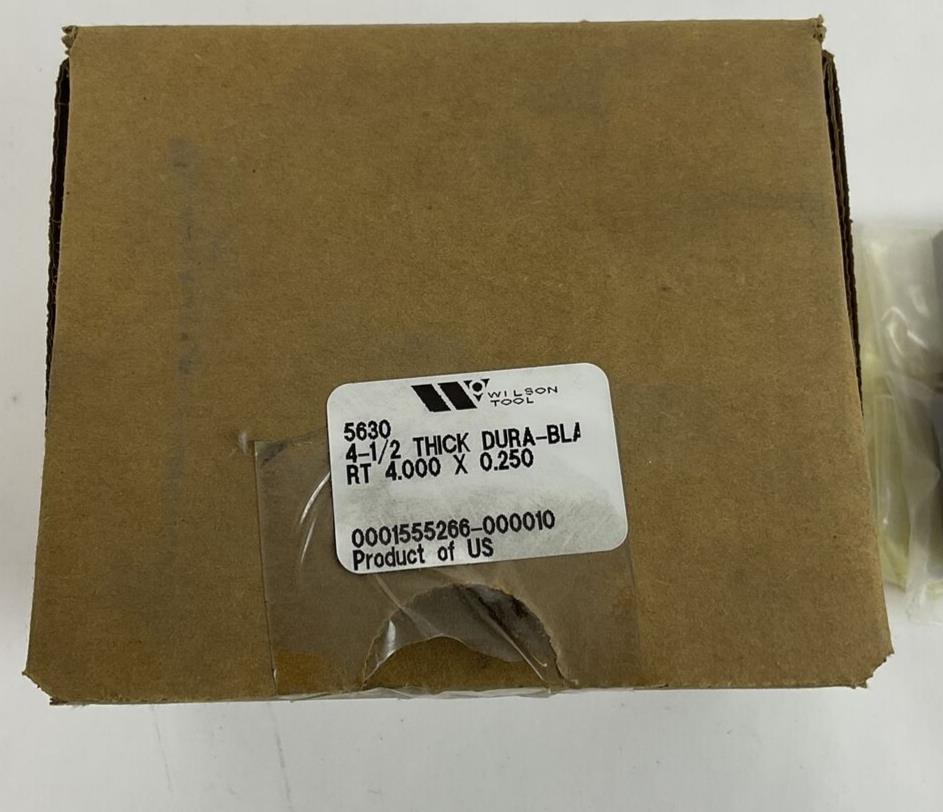 WILSON
TOOL
5630
4-1/2 THICK DURA-BLA
RT 4.000 X 0.250
0001555266-000010
Product of US